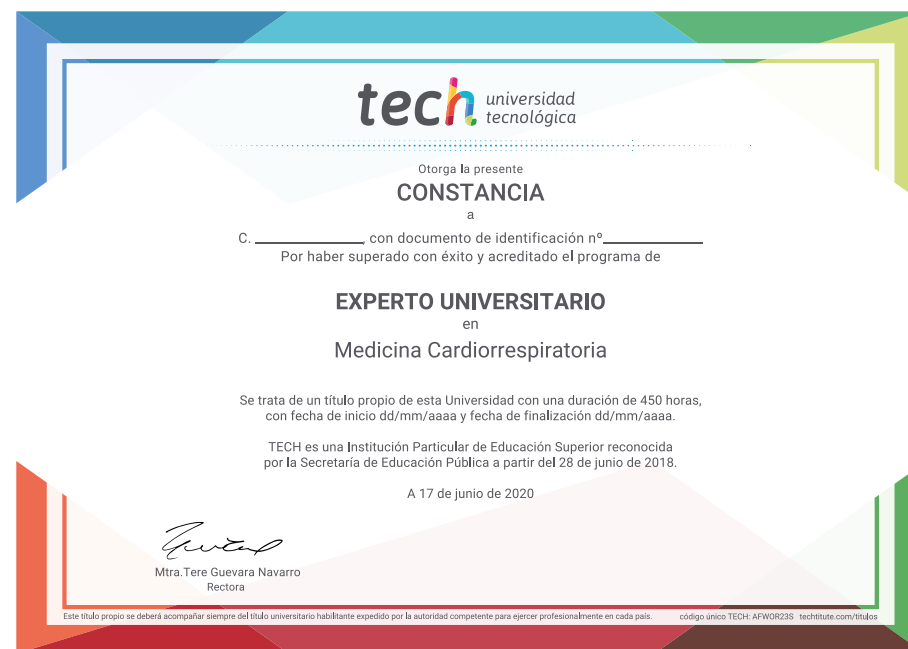 tech universidad
tecnológica
Otorga la presente
CONSTANCIA
a
C. ______________, con documento de identificación nº_____________
Por haber superado con éxito y acreditado el programa de
EXPERTO UNIVERSITARIO
en
Medicina Cardiorrespiratoria
Se trata de un título propio de esta Universidad con una duración de 450 horas,
con fecha de inicio dd/mm/aaaa y fecha de finalización dd/mm/aaaa.
TECH es una Institución Particular de Educación Superior reconocida
por la Secretaría de Educación Pública a partir del 28 de junio de 2018.
A 17 de junio de 2020
Mtra.Tere Guevara Navarro
Rectora
Este título propio se deberá acompañar siempre del título universitario habilitante expedido por la autoridad competente para ejercer profesionalmente en cada país. código único TECH: AFWOR23S techtitute.com/titulos